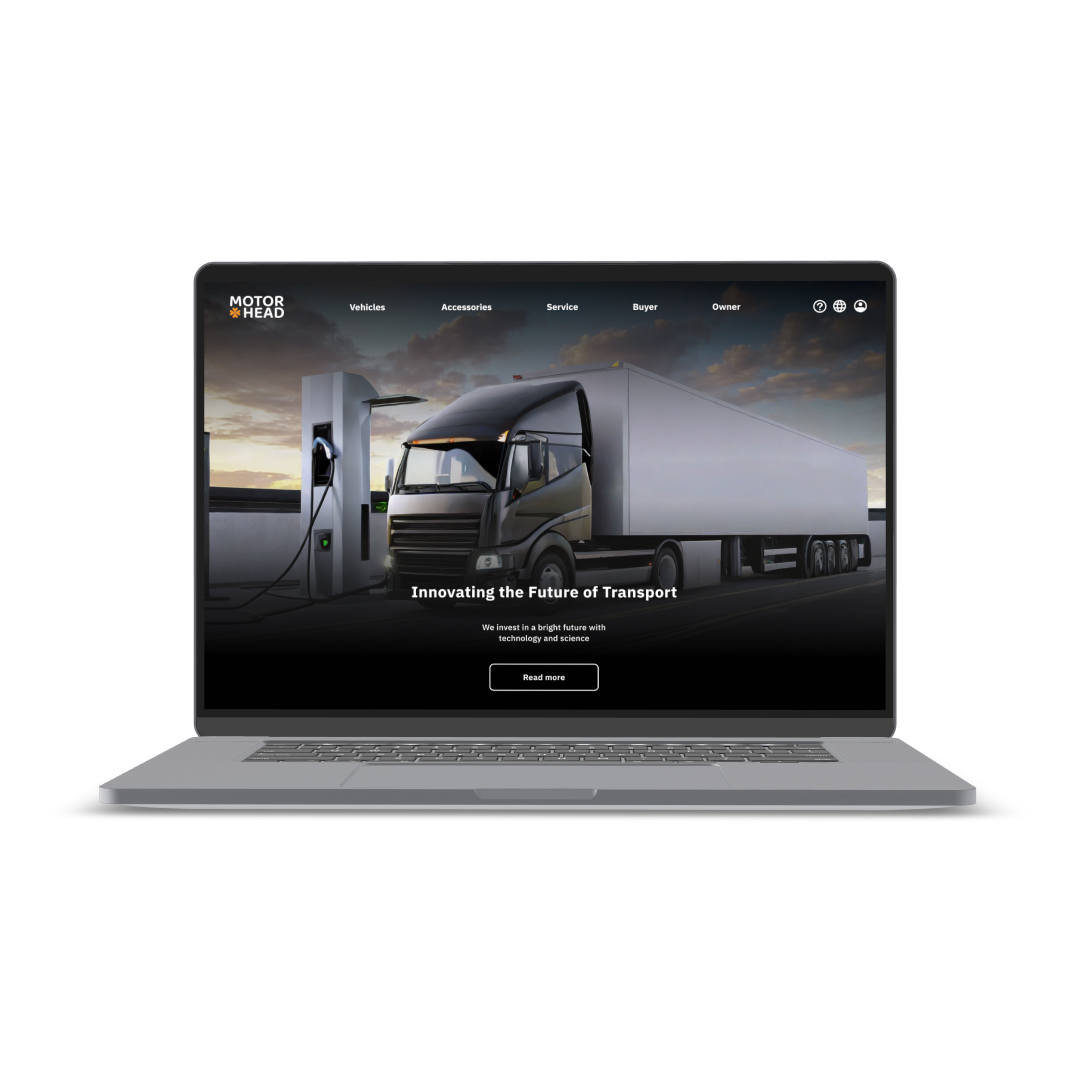 MOTOR
HEAD
Vehicles
Accessories
Service
Buyer
Owner
Innovating the Future of Transport
We invest in a bright future with
technology and science
Read more